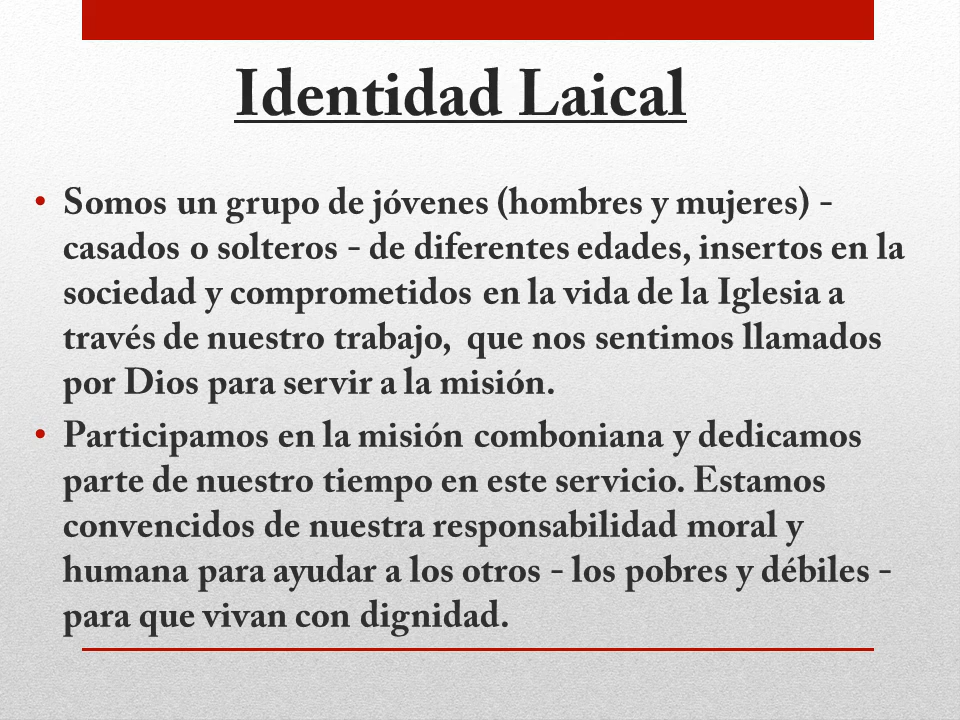 Identidad Laical
• Somos un grupo de jóvenes (hombres y mujeres) -
casados o solteros - de diferentes edades, insertos en la
sociedad y comprometidos en la vida de la Iglesia a
través de nuestro trabajo,  que nos sentimos llamados
por Dios para servir a la misión.
• Participamos en la misión comboniana y dedicamos
parte de nuestro tiempo en este servicio. Estamos
convencidos de nuestra responsabilidad moral y
humana para ayudar a los otros - los pobres y débiles -
para que vivan con dignidad.